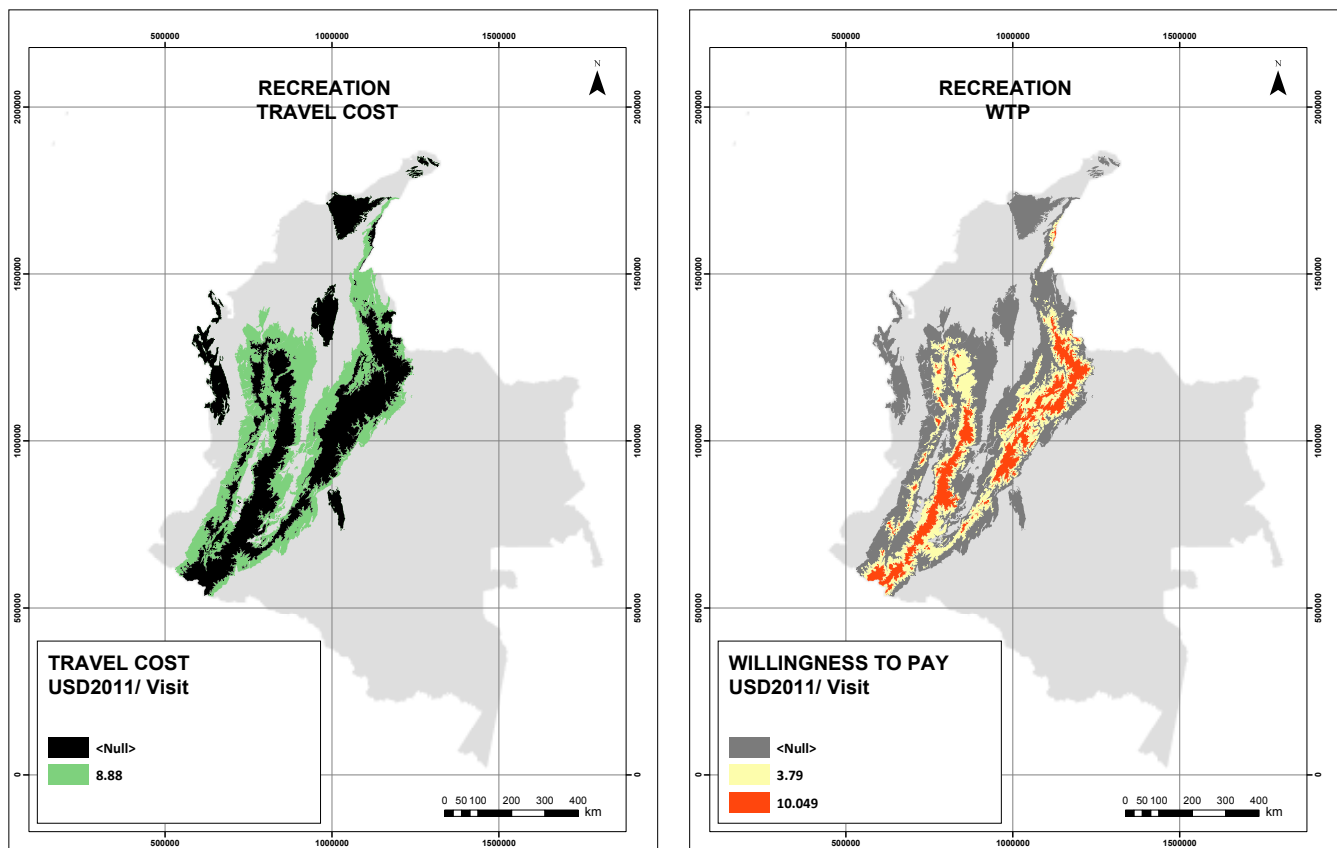 500000 1000000 1500000
N
RECREATION
TRAVEL COST
2000000 2000000
1500000 1500000
1000000 1000000
500000 500000
0 0
TRAVEL COST
USD2011/ Visit
<Null>
8.88
0 50 100 200 300 400
km
500000 1000000 1500000
500000 1000000 1500000
N
RECREATION
WTP
2000000 2000000
1500000 1500000
1000000 1000000
500000 500000
0 0
WILLINGNESS TO PAY
USD2011/ Visit
<Null>
3.79
10.049
0 50 100 200 300 400
km
500000 1000000 1500000